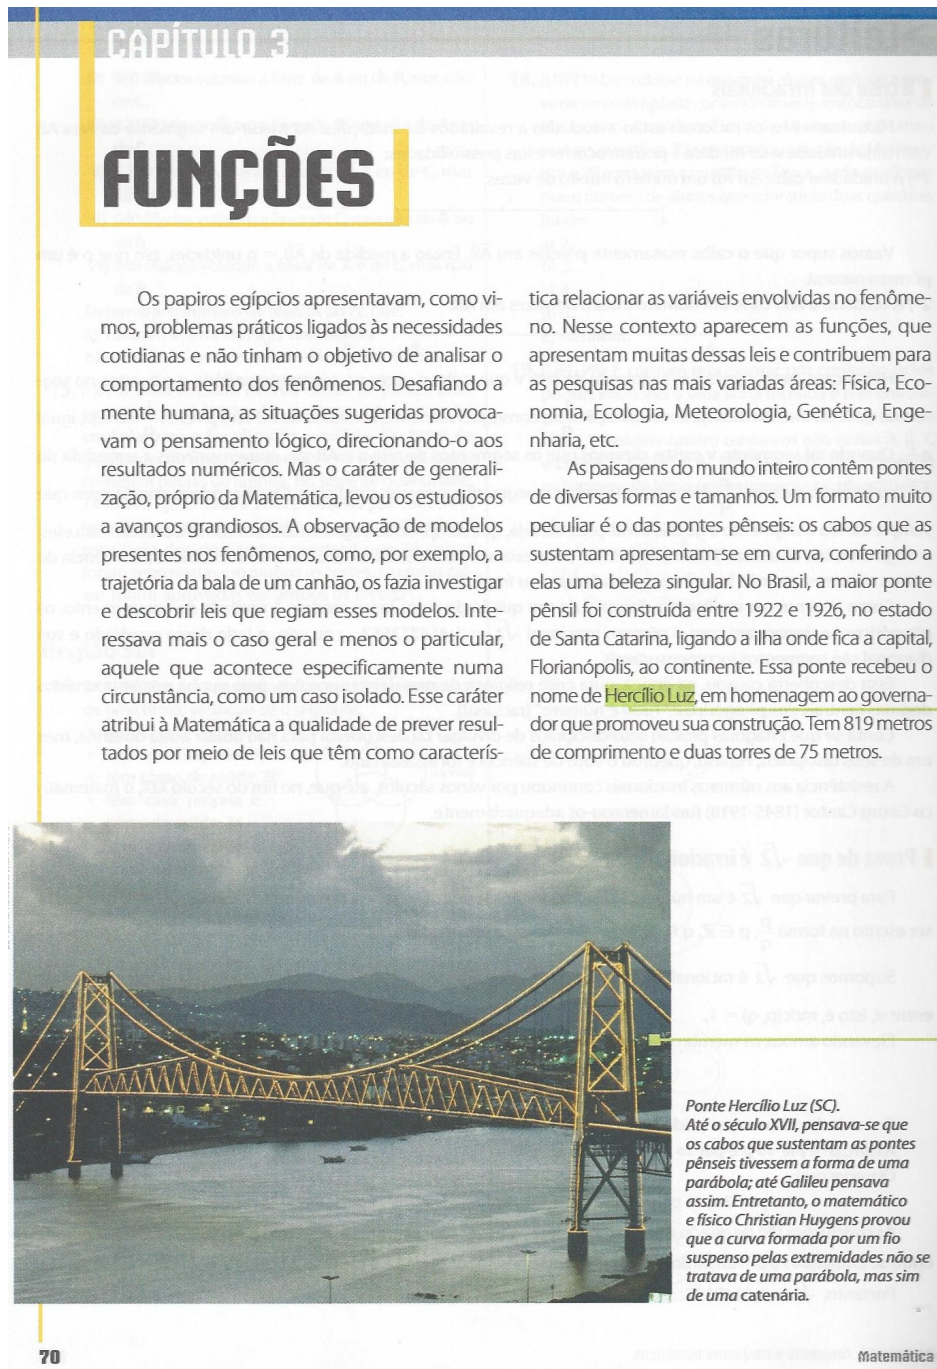 CAPÍTULO 3
FUNÇÕES
Os papiros egípcios apresentavam, como vi-
mos, problemas práticos ligados às necessidades
cotidianas e não tinham o objetivo de analisar o
comportamento dos fenômenos. Desafiando a
mente humana, as situações sugeridas provoca-
vam o pensamento lógico, direcionando-o aos
resultados numéricos. Mas o caráter de generali-
zação, próprio da Matemática, levou os estudiosos
a avanços grandiosos. A observação de modelos
presentes nos fenômenos, como, por exemplo, a
trajetória da bala de um canhão, os fazia investigar
e descobrir leis que regiam esses modelos. Inte-
ressava mais o caso geral e menos o particular,
aquele que acontece especificamente numa
circunstância ou num caso isolado. Esse caráter
atribui à Matemática a qualidade de prever resul-
tados por meio de leis que têm como caracterís-
tica relacionar as variáveis envolvidas no fenôme-
no. Nesse contexto aparecem as funções, que
apresentam muitas dessas leis e contribuem para
as pesquisas nas mais variadas áreas: Física, Eco-
nomia, Ecologia, Meteorologia, Genética, Enge-
nharia, etc.
As paisagens do mundo inteiro contêm pontes
de diversas formas e tamanhos. Um formato muito
peculiar é o das pontes pênseis: os cabos que as
sustentam apresentam-se em curva, conferindo a
elas uma beleza singular. No Brasil, a maior ponte
pênsil foi construída entre 1922 e 1926, no estado
de Santa Catarina, ligando a ilha onde fica a capital,
Florianópolis, ao continente. Essa ponte recebeu o
nome de Hercílio Luz, em homenagem ao governa-
dor que promoveu sua construção. Tem 819 metros
de comprimento e duas torres de 75 metros.
Ponte Hercílio Luz (SC).
Até o século XVII, pensava-se que
os cabos que sustentam as pontes
pênseis tivessem a forma de uma
parábola; até Galileu pensava
assim. Entretanto, o matemático
e físico Christian Huygens provou
que a curva formada por um fio
suspenso pelas extremidades não se
tratava de uma parábola, mas sim
de uma catenária.
70
Matemática